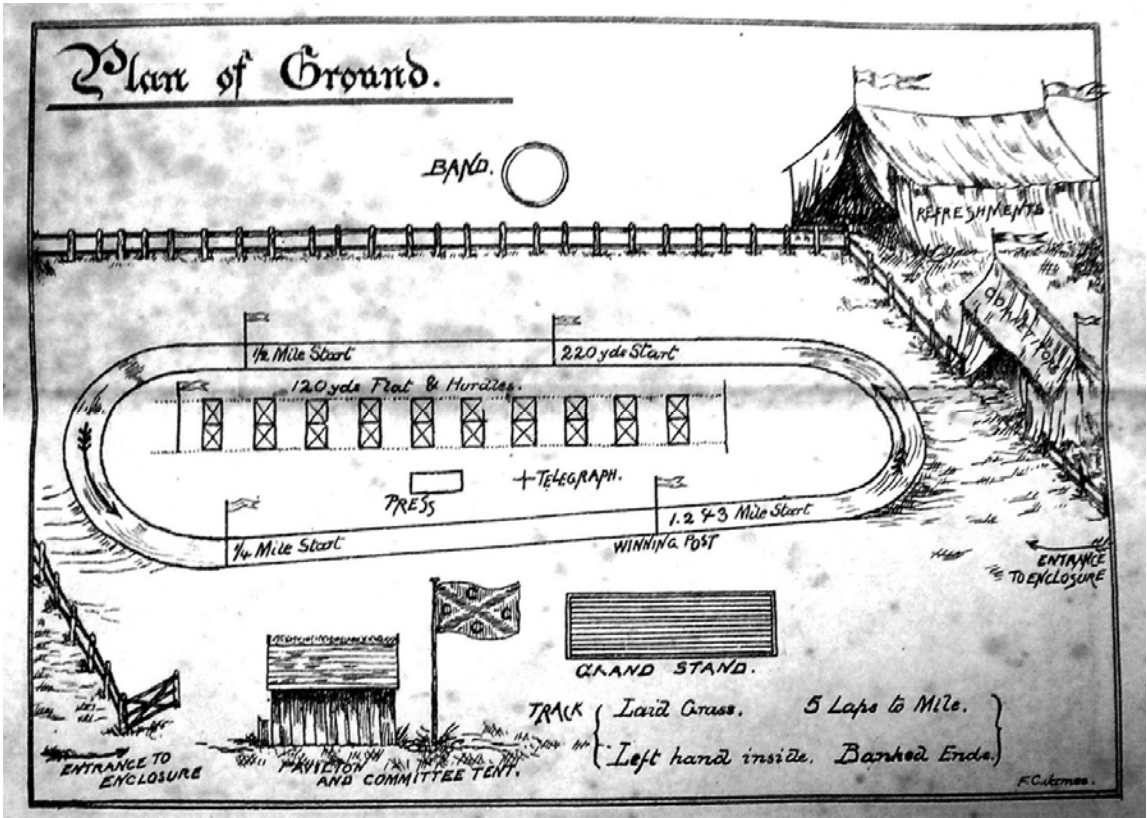 Plan of Ground.
BAND.
REFRESHMENTS
1/2 Mile Start
220 yds Start
120 yds Flat & Hurdles.
PRESS
TELEGRAPH.
1/4 Mile Start
1. 2 & 3 Mile Start
WINNING POST
ENTRANCE
TO ENCLOSURE
C
C
C
C
GRAND STAND.
TRACK
Laid Grass.
5 Laps to Mile.
Left hand inside.
Banked Ends.
ENTRANCE TO
ENCLOSURE
PAVILION
AND COMMITTEE TENT.
F.C. James.